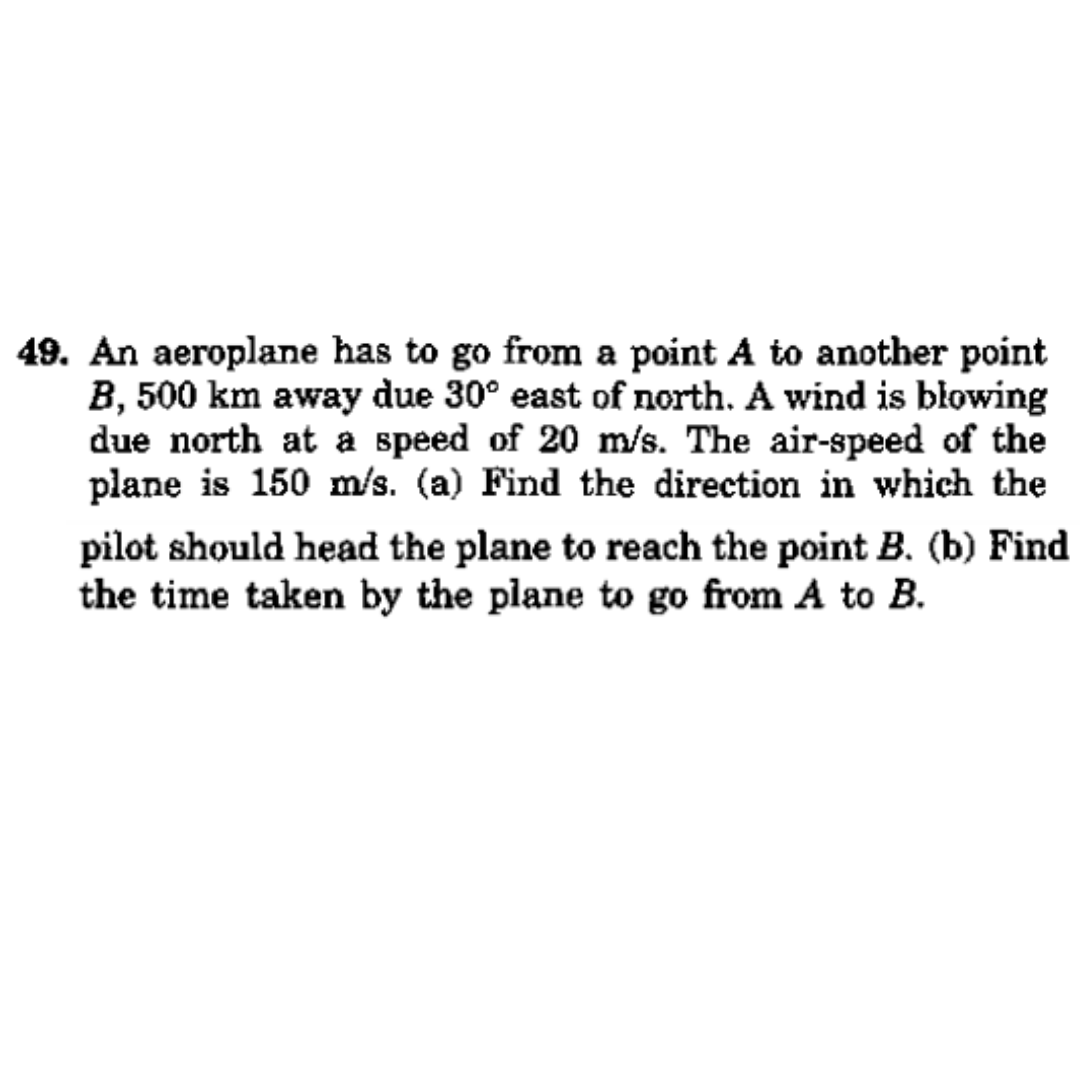 49. An aeroplane has to go from a point A to another point
B, 500 km away due 30° east of north. A wind is blowing
due north at a speed of 20 m/s. The air-speed of the
plane is 150 m/s. (a) Find the direction in which the
pilot should head the plane to reach the point B. (b) Find
the time taken by the plane to go from A to B.